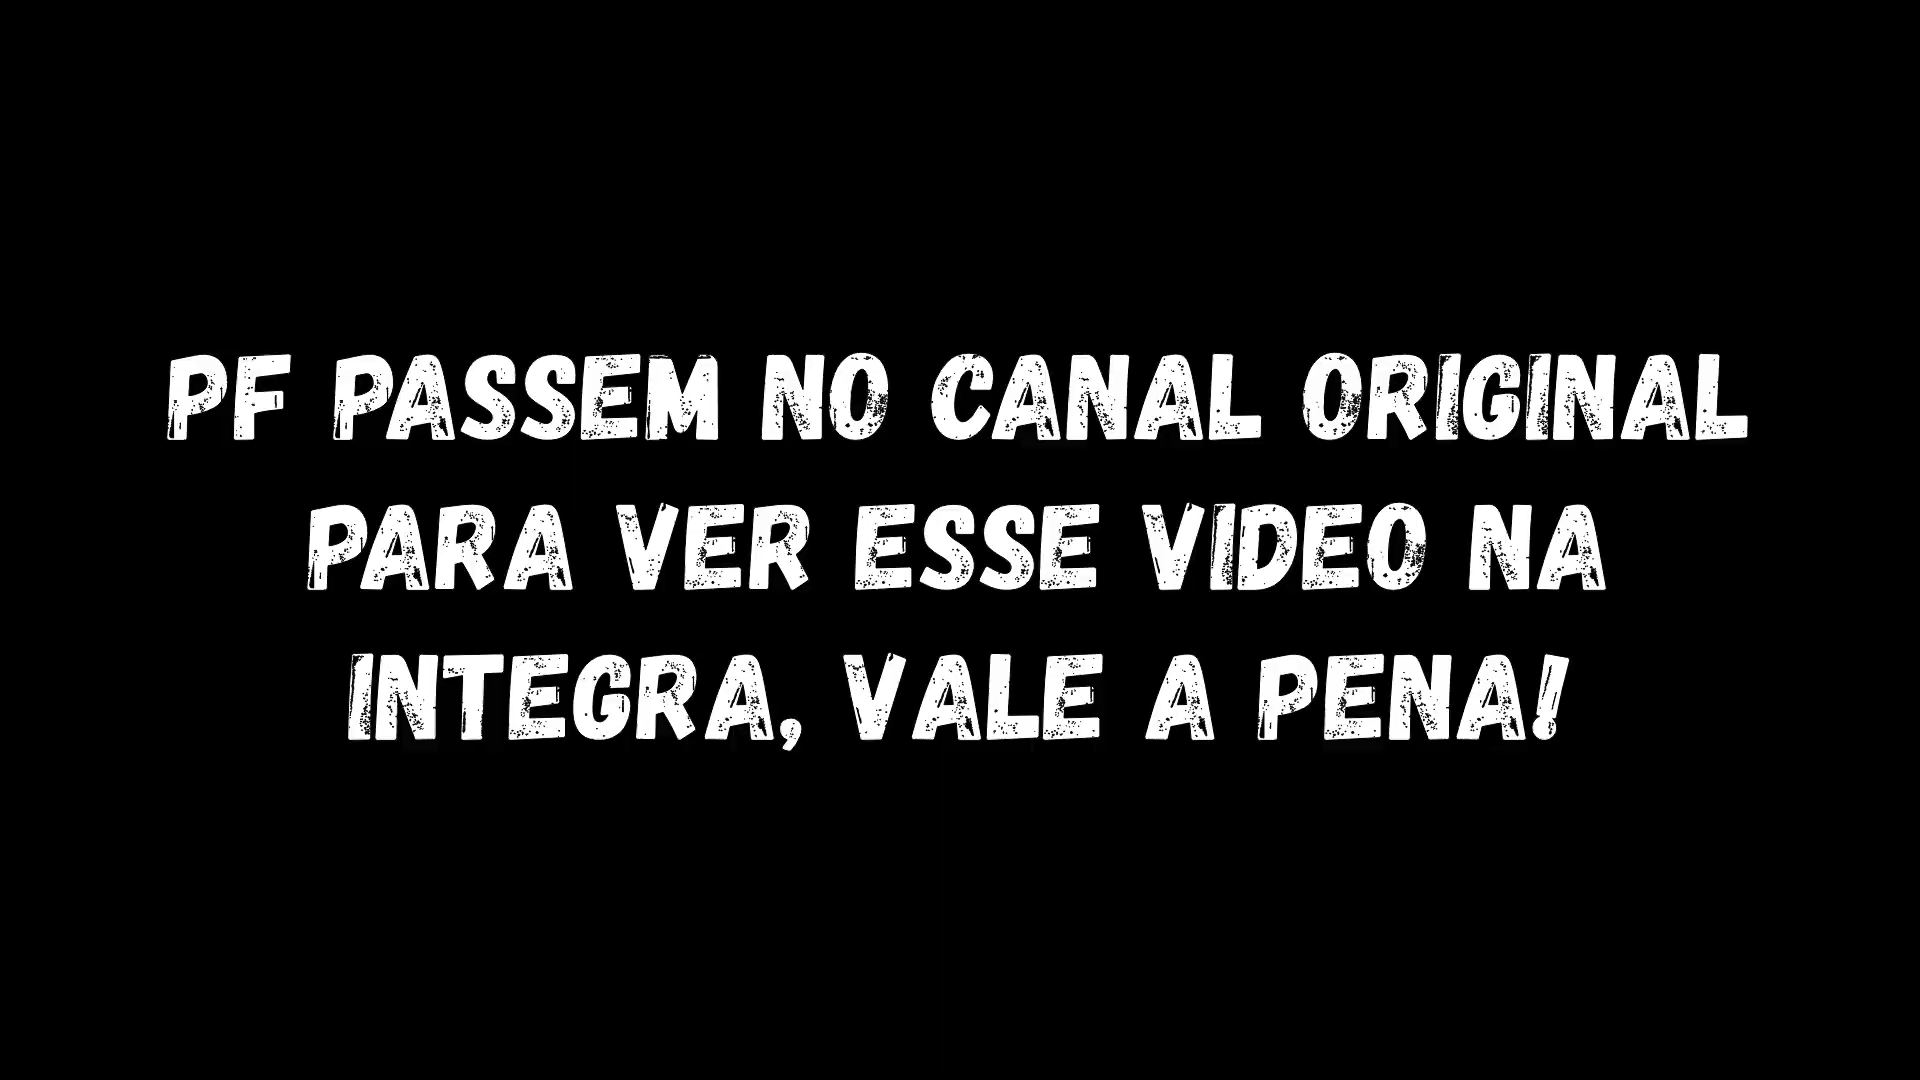 PF PASSEM NO CANAL ORIGINAL
PARA VER ESSE VIDEO NA
INTEGRA, VALE A PENA!